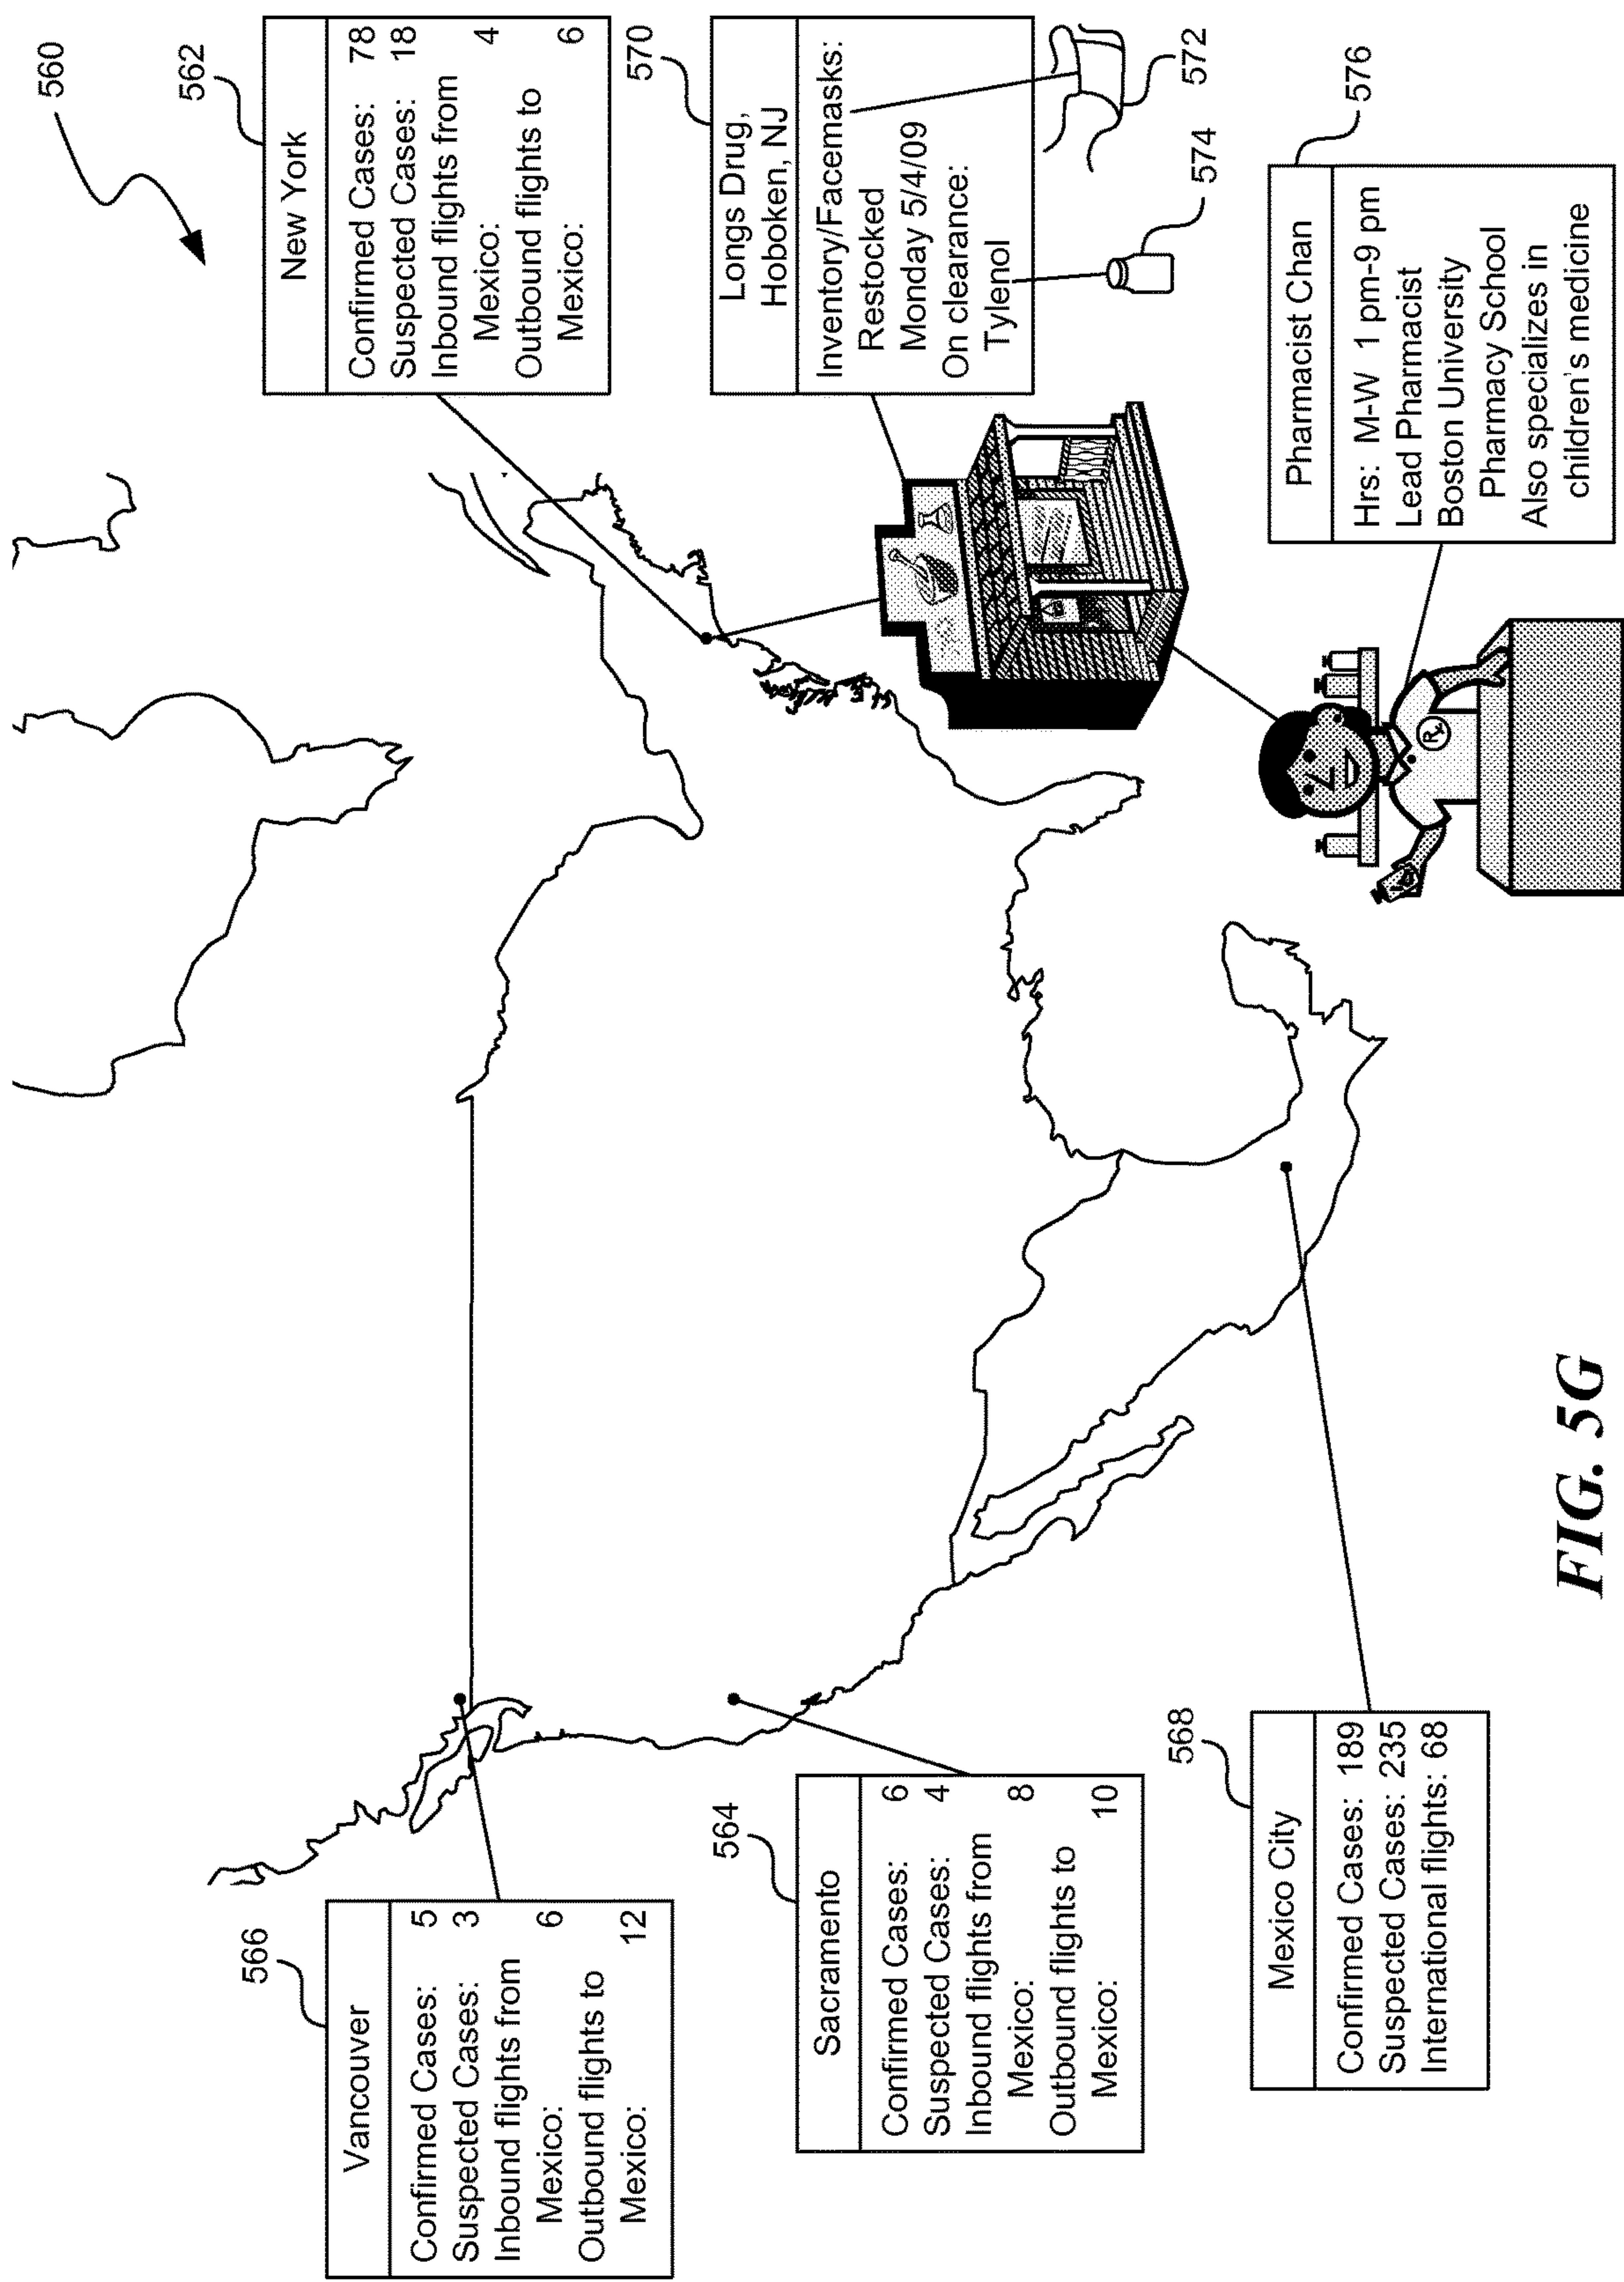 560
562
New York
Confirmed Cases: 78
Suspected Cases: 18
Inbound flights from
Mexico: 4
Outbound flights to
Mexico: 6
566
Vancouver
Confirmed Cases: 5
Suspected Cases: 3
Inbound flights from
Mexico: 6
Outbound flights to
Mexico: 12
570
Longs Drug,
Hoboken, NJ
Inventory/Facemasks:
Restocked
Monday 5/4/09
On clearance:
Tylenol
572
574
564
Sacramento
Confirmed Cases: 6
Suspected Cases: 4
Inbound flights from
Mexico: 8
Outbound flights to
Mexico: 10
568
Mexico City
Confirmed Cases: 189
Suspected Cases: 235
International flights: 68
576
Pharmacist Chan
Hrs: M-W 1 pm-9 pm
Lead Pharmacist
Boston University
Pharmacy School
Also specializes in
children's medicine
Rx
FIG. 5G